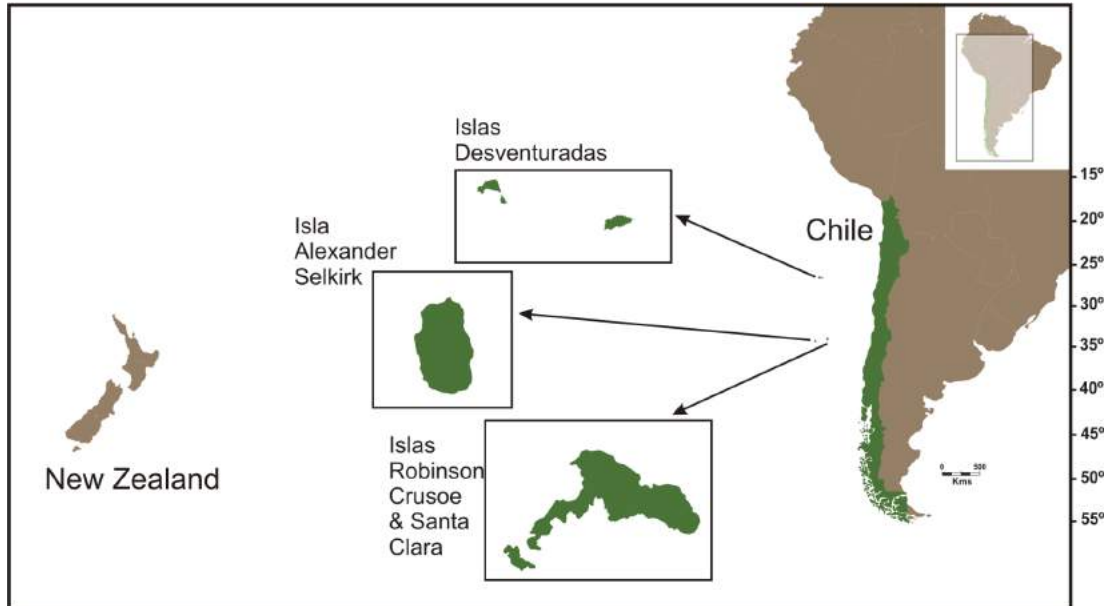 Islas
Desventuradas
Isla
Alexander
Selkirk
Chile
New Zealand
Islas
Robinson
Crusoe
& Santa
Clara
15º
20º
25º
30º
35º
40º
45º
50º
55º
0 500
Kms